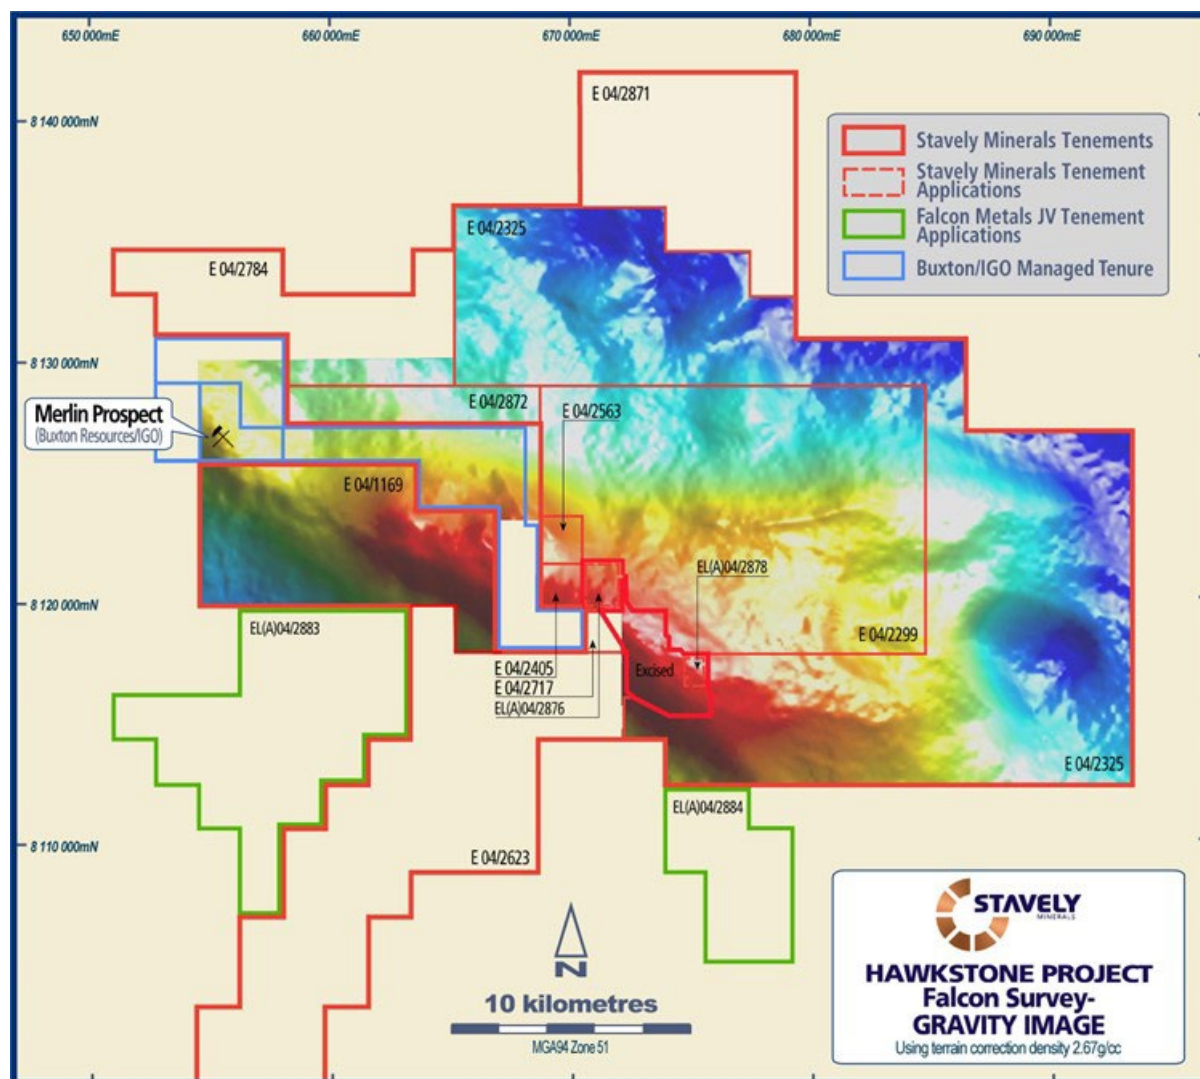 650 000mE
660 000mE
670 000mE
680 000mE
690 000mE
8 140 000mN
8 130 000mN
8 120 000mN
8 110 000mN
E 04/2871
Stavely Minerals Tenements
Stavely Minerals Tenement
Applications
Falcon Metals JV Tenement
Applications
Buxton/IGO Managed Tenure
E 04/2325
E 04/2784
E 04/2872
E 04/2563
Merlin Prospect
(Buxton Resources/IGO)
E 04/1169
EL(A)04/2878
EL(A)04/2883
E 04/2299
E 04/2405
E 04/2717
EL(A)04/2876
Excised
E 04/2325
EL(A)04/2884
E 04/2623
N
10 kilometres
MGA94 Zone 51
STAVELY
MINERALS
HAWKSTONE PROJECT
Falcon Survey-
GRAVITY IMAGE
Using terrain correction density 2.67g/cc